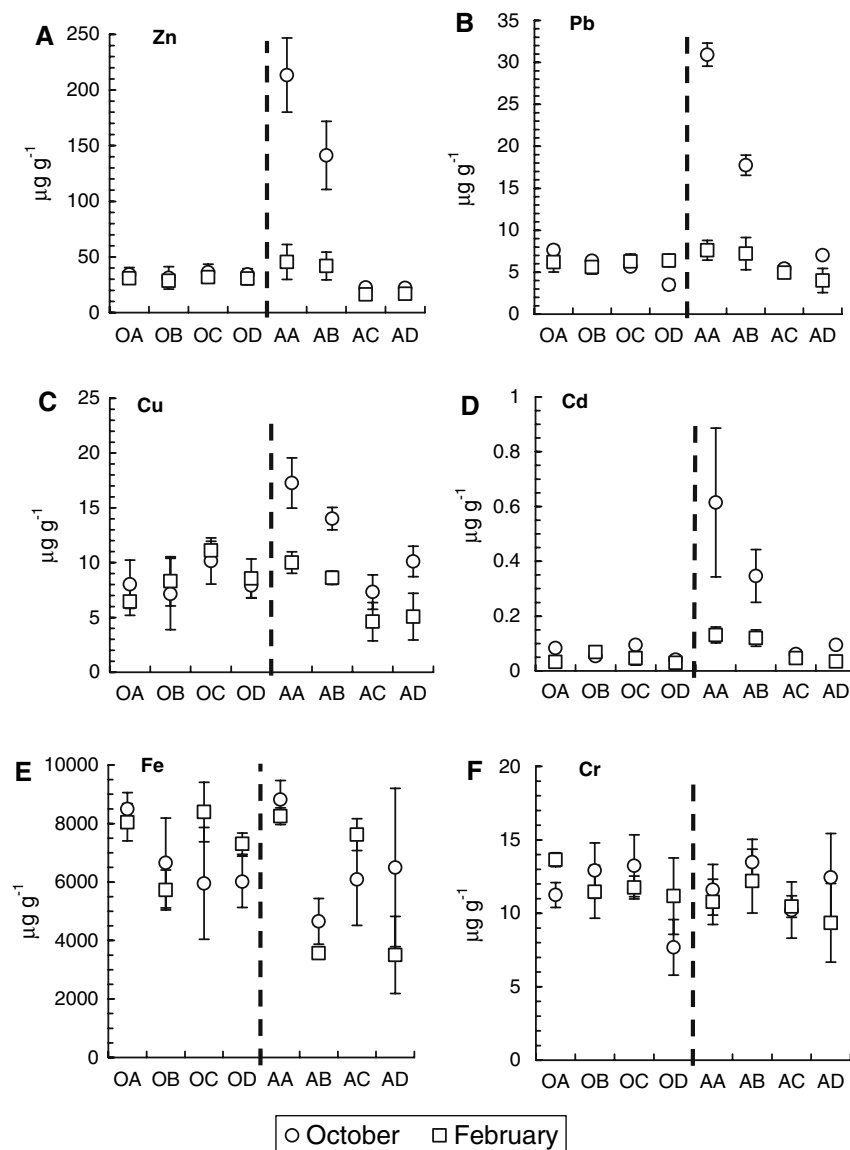 A Zn
250
200
150
100
50
0
µg g-1
OA OB OC OD AA AB AC AD
B Pb
35
30
25
20
15
10
5
0
µg g-1
OA OB OC OD AA AB AC AD
C Cu
25
20
15
10
5
0
µg g-1
OA OB OC OD AA AB AC AD
D Cd
1
0.8
0.6
0.4
0.2
0
µg g-1
OA OB OC OD AA AB AC AD
E Fe
10000
8000
6000
4000
2000
0
µg g-1
OA OB OC OD AA AB AC AD
F Cr
20
15
10
5
0
µg g-1
OA OB OC OD AA AB AC AD
October February